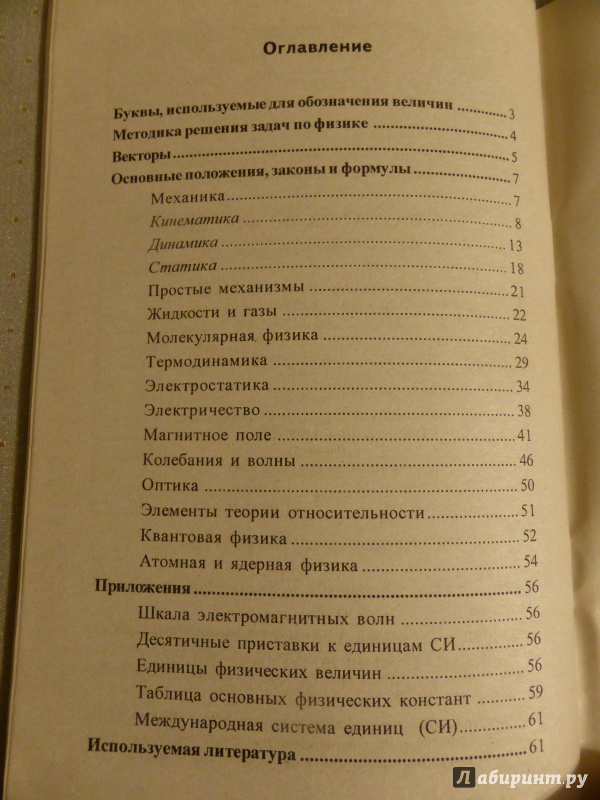 Оглавление
Буквы, используемые для обозначения величин ............ 3
Методика решения задач по физике ............ 4
Векторы ............ 5
Основные положения, законы и формулы ............ 7
Механика ............ 7
Кинематика ............ 8
Динамика ............ 13
Статика ............ 18
Простые механизмы ............ 21
Жидкости и газы ............ 22
Молекулярная физика ............ 24
Термодинамика ............ 29
Электростатика ............ 34
Электричество ............ 38
Магнитное поле ............ 41
Колебания и волны ............ 46
Оптика ............ 50
Элементы теории относительности ............ 51
Квантовая физика ............ 52
Атомная и ядерная физика ............ 54
Приложения ............ 56
Шкала электромагнитных волн ............ 56
Десятичные приставки к единицам СИ ............ 56
Единицы физических величин ............ 56
Таблица основных физических констант ............ 59
Международная система единиц (СИ) ............ 61
Используемая литература ............ 61
Лабиринт.ру